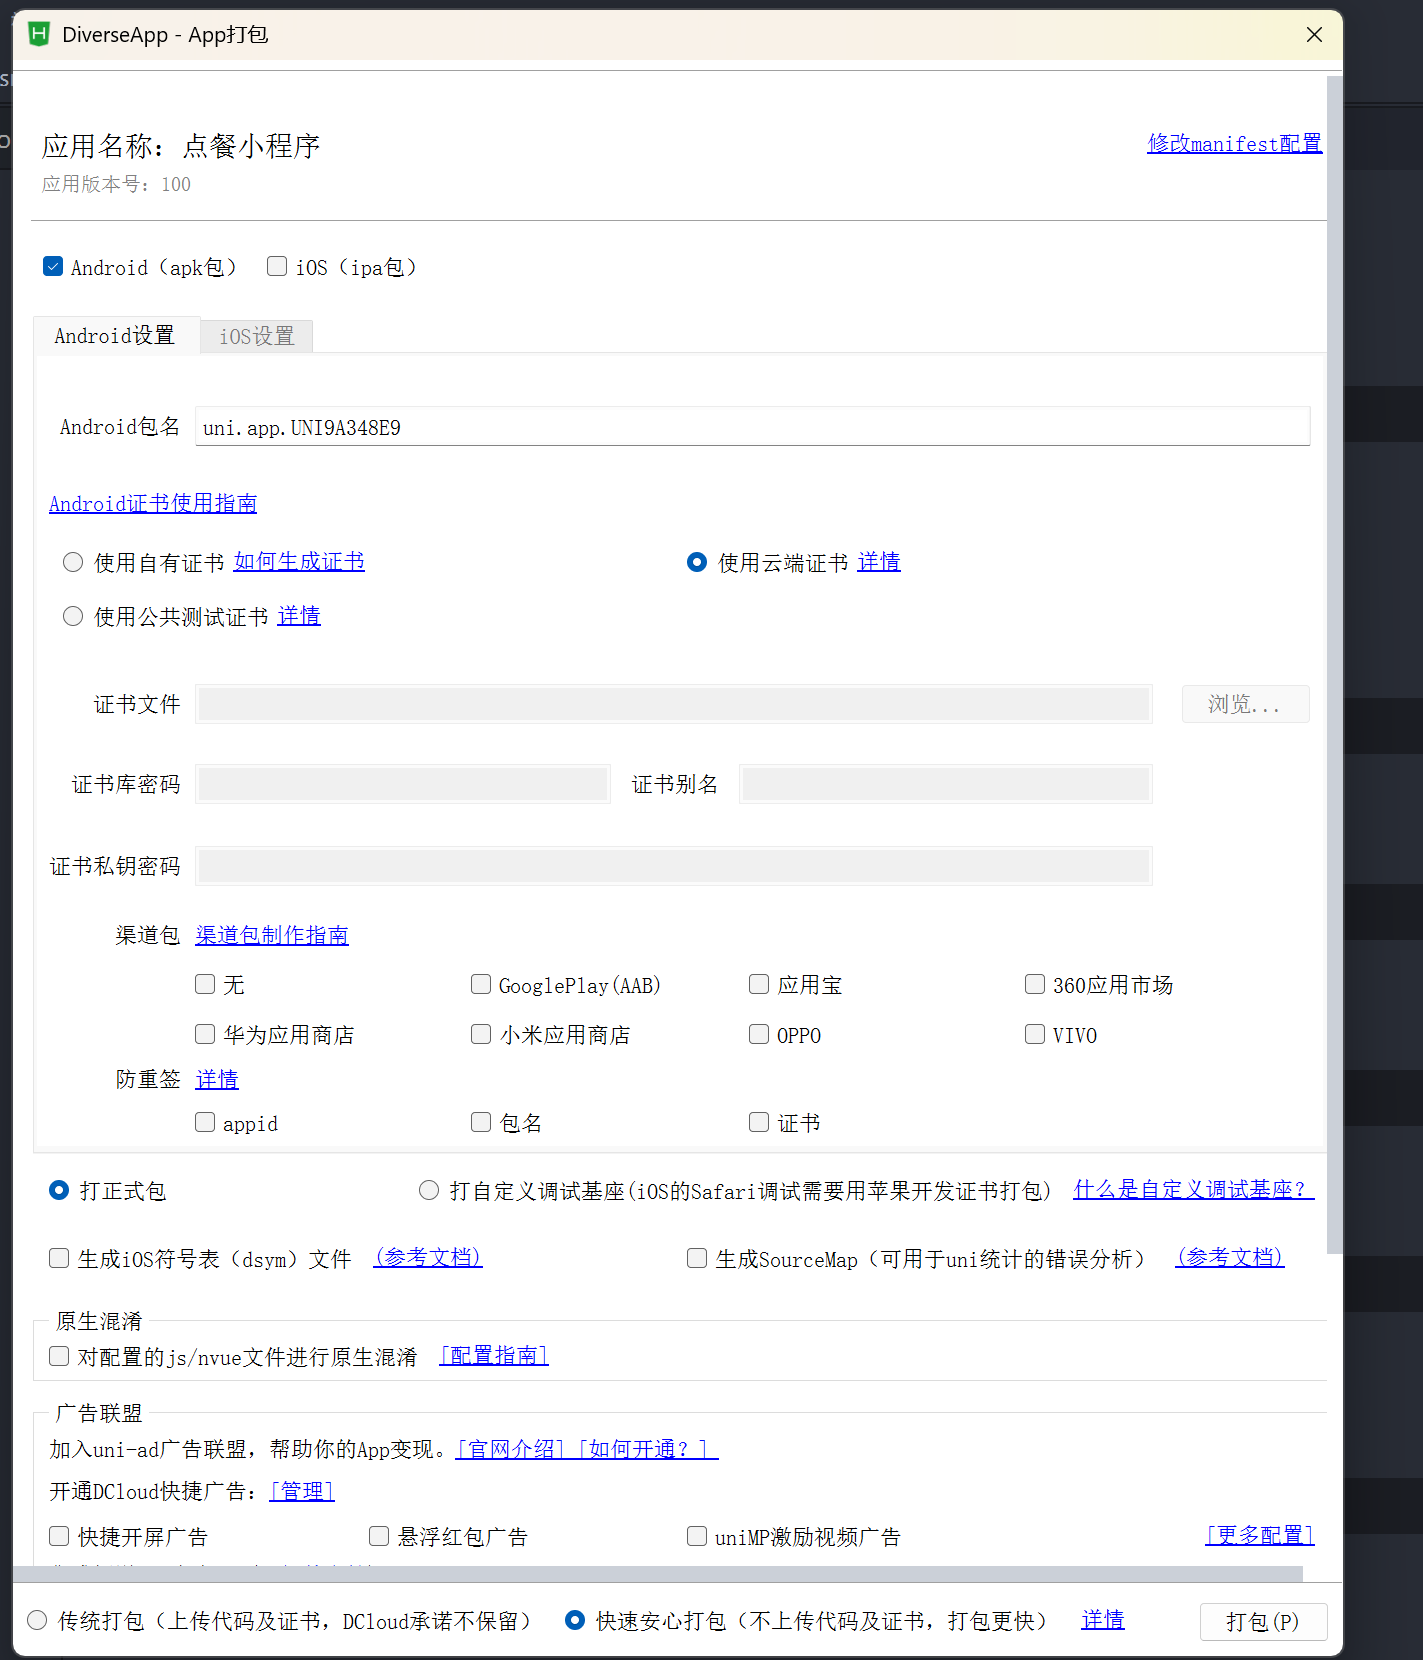 DiverseApp - App打包
应用名称：点餐小程序
修改manifest配置
应用版本号：100
Android（apk包） iOS（ipa包）
Android设置 iOS设置
Android包名 uni.app.UNI9A348E9
Android证书使用指南
使用自有证书 如何生成证书 使用云端证书 详情
使用公共测试证书 详情
证书文件 浏览...
证书库密码 证书别名
证书私钥密码
渠道包 渠道包制作指南
无 GooglePlay(AAB) 应用宝 360应用市场
华为应用商店 小米应用商店 OPPO VIVO
防重签 详情
appid 包名 证书
打正式包 打自定义调试基座(iOS的Safari调试需要用苹果开发证书打包) 什么是自定义调试基座？
生成iOS符号表（dsym）文件 (参考文档) 生成SourceMap（可用于uni统计的错误分析） (参考文档)
原生混淆
对配置的js/nvue文件进行原生混淆 [配置指南]
广告联盟
加入uni-ad广告联盟，帮助你的App变现。[官网介绍] [如何开通？]
开通DCloud快捷广告：[管理]
快捷开屏广告 悬浮红包广告 uniMP激励视频广告 [更多配置]
传统打包（上传代码及证书，DCloud承诺不保留） 快速安心打包（不上传代码及证书，打包更快） 详情 打包(P)